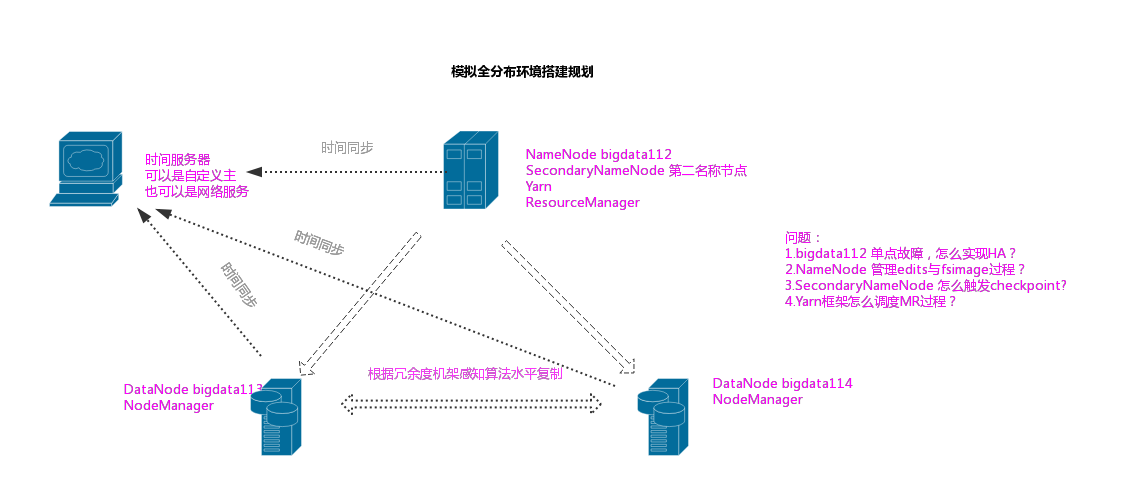 模拟全分布环境搭建规划
时间服务器
可以是自定义主
也可以是网络服务
时间同步
NameNode bigdata112
SecondaryNameNode 第二名称节点
Yarn
ResourceManager
时间同步
时间同步
问题：
1.bigdata112 单点故障，怎么实现HA？
2.NameNode 管理edits与fsimage过程？
3.SecondaryNameNode 怎么触发checkpoint?
4.Yarn框架怎么调度MR过程？
根据冗余度机架感知算法水平复制
DataNode bigdata113
NodeManager
DataNode bigdata114
NodeManager